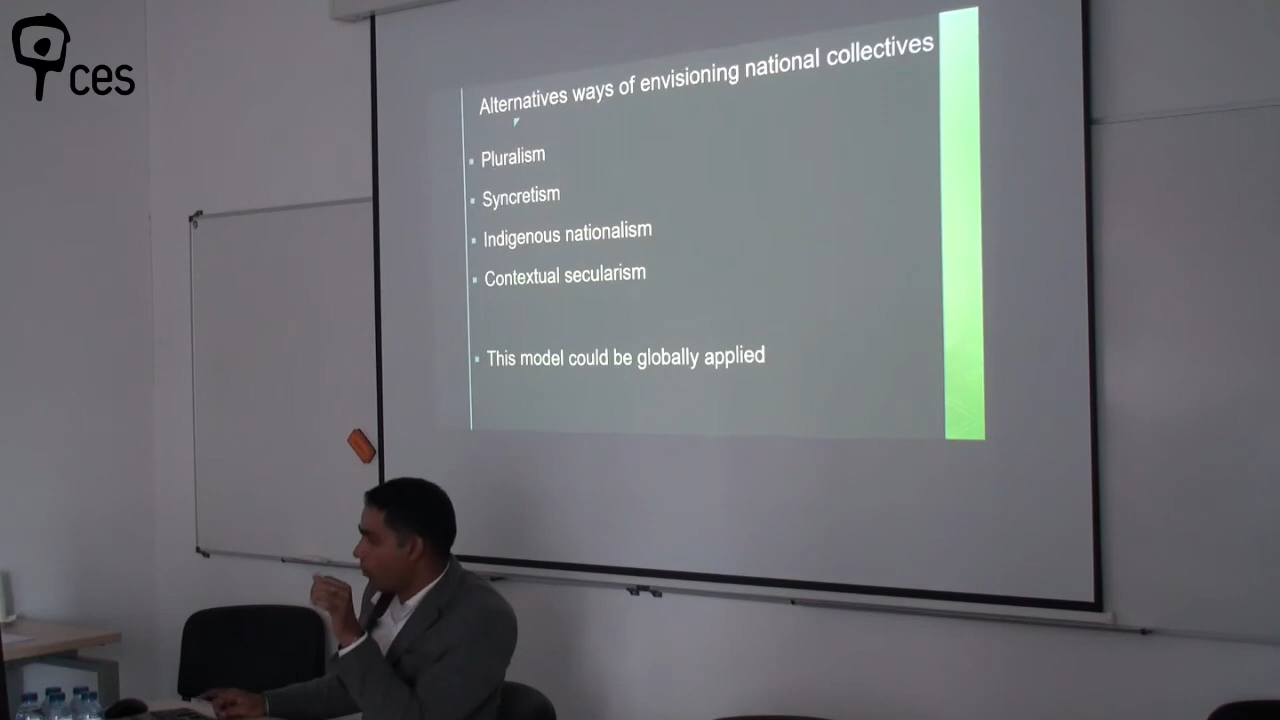 ces
Alternatives ways of envisioning national collectives
Pluralism
Syncretism
Indigenous nationalism
Contextual secularism
This model could be globally applied